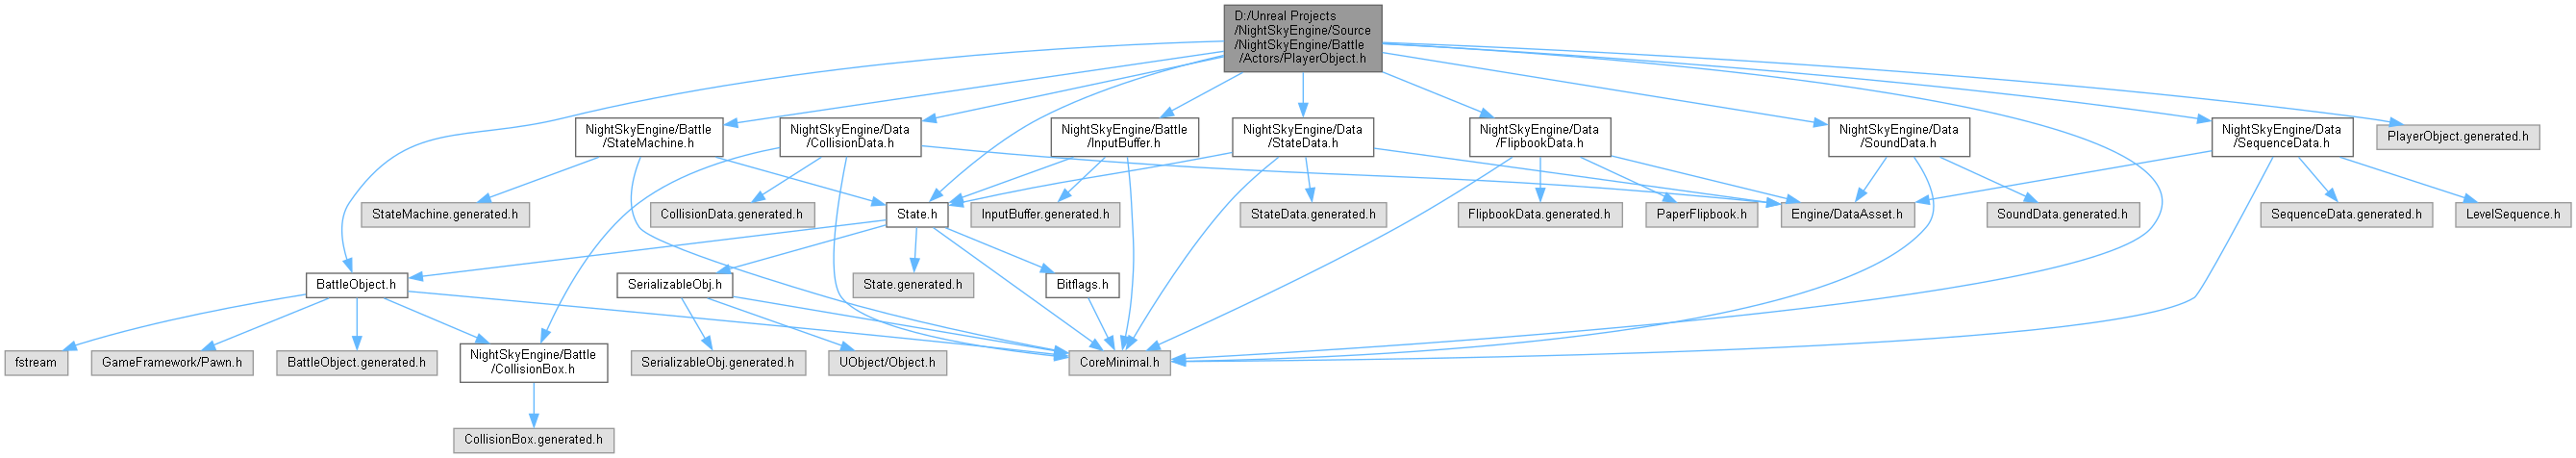 D:/Unreal Projects
/NightSkyEngine/Source
/NightSkyEngine/Battle
/Actors/PlayerObject.h
NightSkyEngine/Battle
/StateMachine.h
NightSkyEngine/Data
/CollisionData.h
NightSkyEngine/Battle
/InputBuffer.h
NightSkyEngine/Data
/StateData.h
NightSkyEngine/Data
/FlipbookData.h
NightSkyEngine/Data
/SoundData.h
NightSkyEngine/Data
/SequenceData.h
PlayerObject.generated.h
StateMachine.generated.h
CollisionData.generated.h
State.h
InputBuffer.generated.h
StateData.generated.h
FlipbookData.generated.h
PaperFlipbook.h
Engine/DataAsset.h
SoundData.generated.h
SequenceData.generated.h
LevelSequence.h
BattleObject.h
SerializableObj.h
State.generated.h
Bitflags.h
fstream
GameFramework/Pawn.h
BattleObject.generated.h
NightSkyEngine/Battle
/CollisionBox.h
SerializableObj.generated.h
UObject/Object.h
CoreMinimal.h
CollisionBox.generated.h